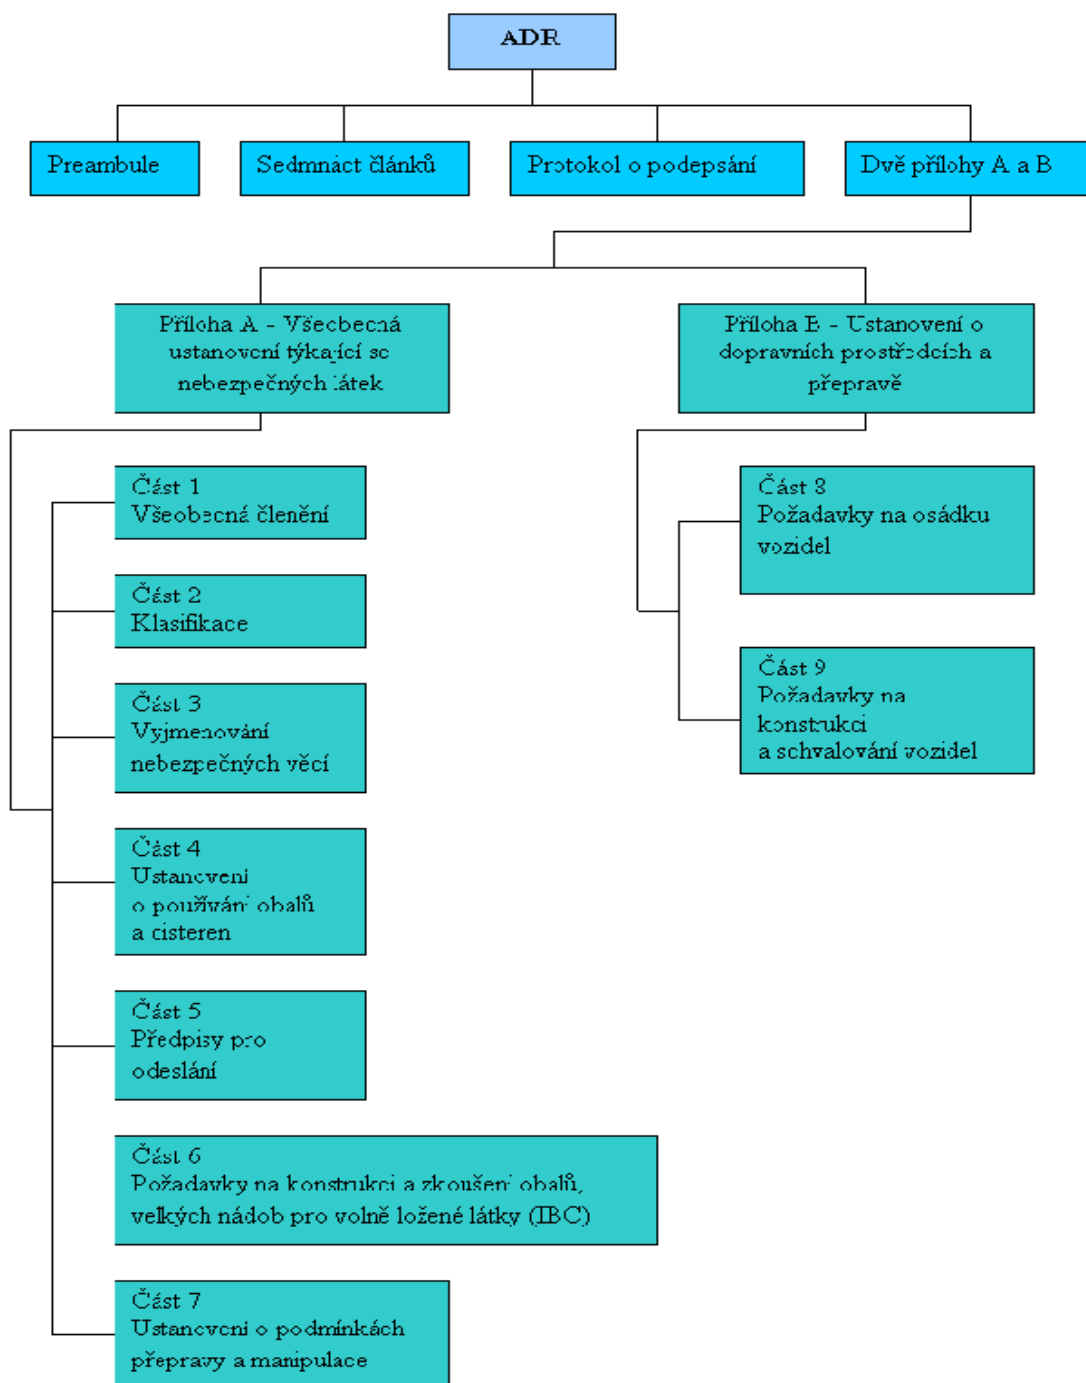 ADR
Preambule
Sedmnáct článků
Protokol o podepsání
Dvě přílohy A a B
Příloha A - Všeobecná
ustanovení týkající se
nebezpečných látek
Příloha B - Ustanovení o
dopravních prostředcích a
přepravě
Část 1
Všeobecná členění
Část 2
Klasifikace
Část 3
Vyjmenování
nebezpečných věcí
Část 4
Ustanovení
o používání obalů
a cisteren
Část 5
Předpisy pro
odeslání
Část 6
Požadavky na konstrukci a zkoušení obalů,
velkých nádob pro volně ložené látky (IBC)
Část 7
Ustanovení o podmínkách
přepravy a manipulace
Část 8
Požadavky na osádku
vozidel
Část 9
Požadavky na
konstrukci
a schvalování vozidel